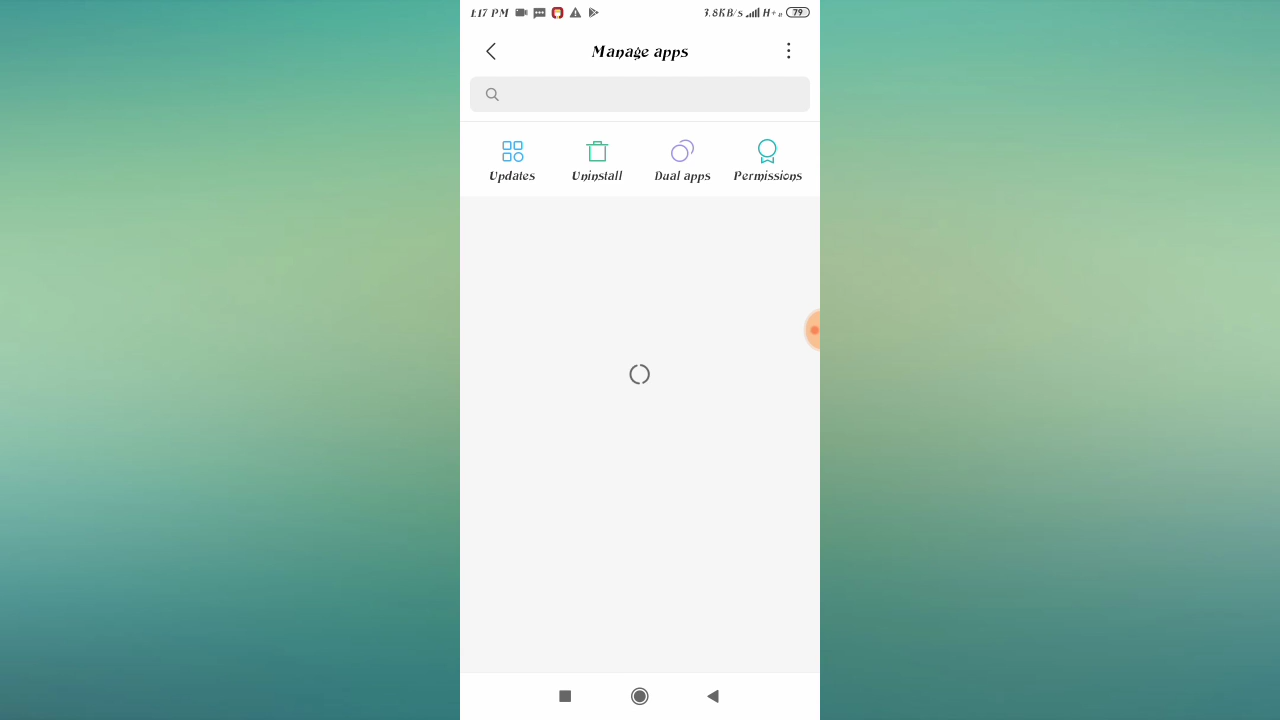 1:17 PM 3.8KB/s H+ 79
Manage apps
Updates Uninstall Dual apps Permissions